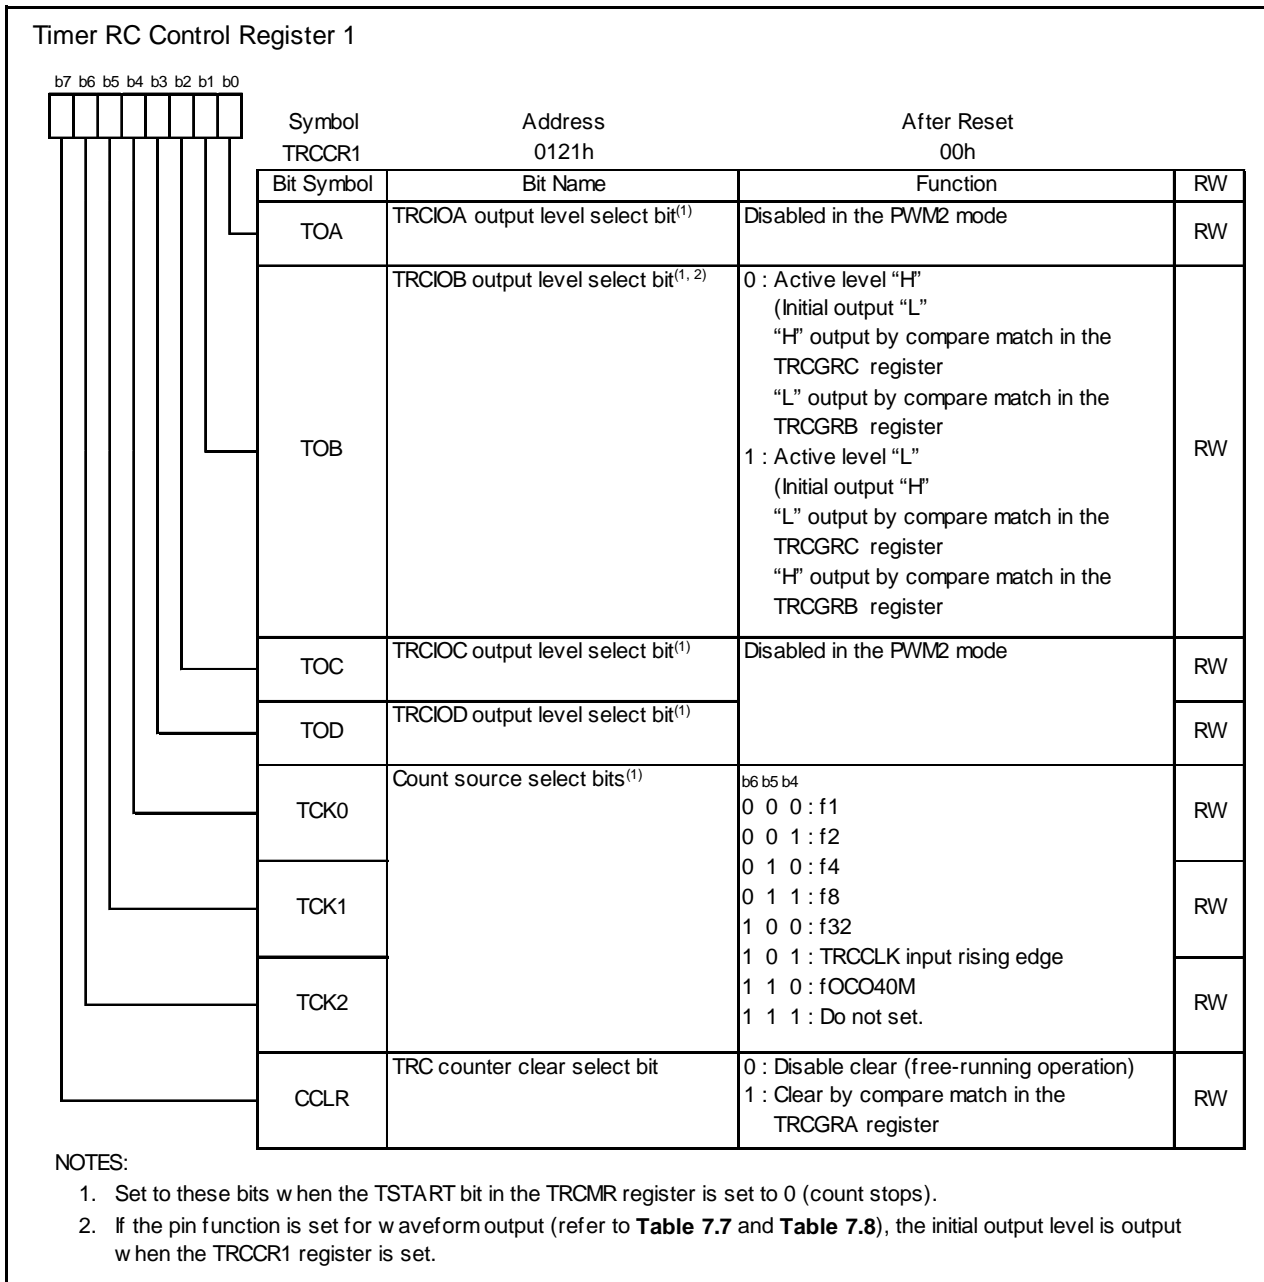 Timer RC Control Register 1
b7 b6 b5 b4 b3 b2 b1 b0
Symbol Address After Reset
TRCCR1 0121h 00h
Bit Symbol Bit Name Function RW
TOA TRCIOA output level select bit(1) Disabled in the PWM2 mode RW
TOB TRCIOB output level select bit(1, 2) 0 : Active level “H”
(Initial output “L”
“H” output by compare match in the
TRCGRC register
“L” output by compare match in the
TRCGRB register
1 : Active level “L”
(Initial output “H”
“L” output by compare match in the
TRCGRC register
“H” output by compare match in the
TRCGRB register
RW
TOC TRCIOC output level select bit(1) Disabled in the PWM2 mode RW
TOD TRCIOD output level select bit(1) RW
TCK0 Count source select bits(1) b6 b5 b4
0 0 0 : f1
0 0 1 : f2
RW
TCK1 0 1 0 : f4
0 1 1 : f8
1 0 0 : f32
RW
TCK2 1 0 1 : TRCCLK input rising edge
1 1 0 : fOCO40M
1 1 1 : Do not set.
RW
CCLR TRC counter clear select bit 0 : Disable clear (free-running operation)
1 : Clear by compare match in the
TRCGRA register
RW
NOTES:
1. Set to these bits when the TSTART bit in the TRCMR register is set to 0 (count stops).
2. If the pin function is set for waveform output (refer to Table 7.7 and Table 7.8), the initial output level is output
when the TRCCR1 register is set.